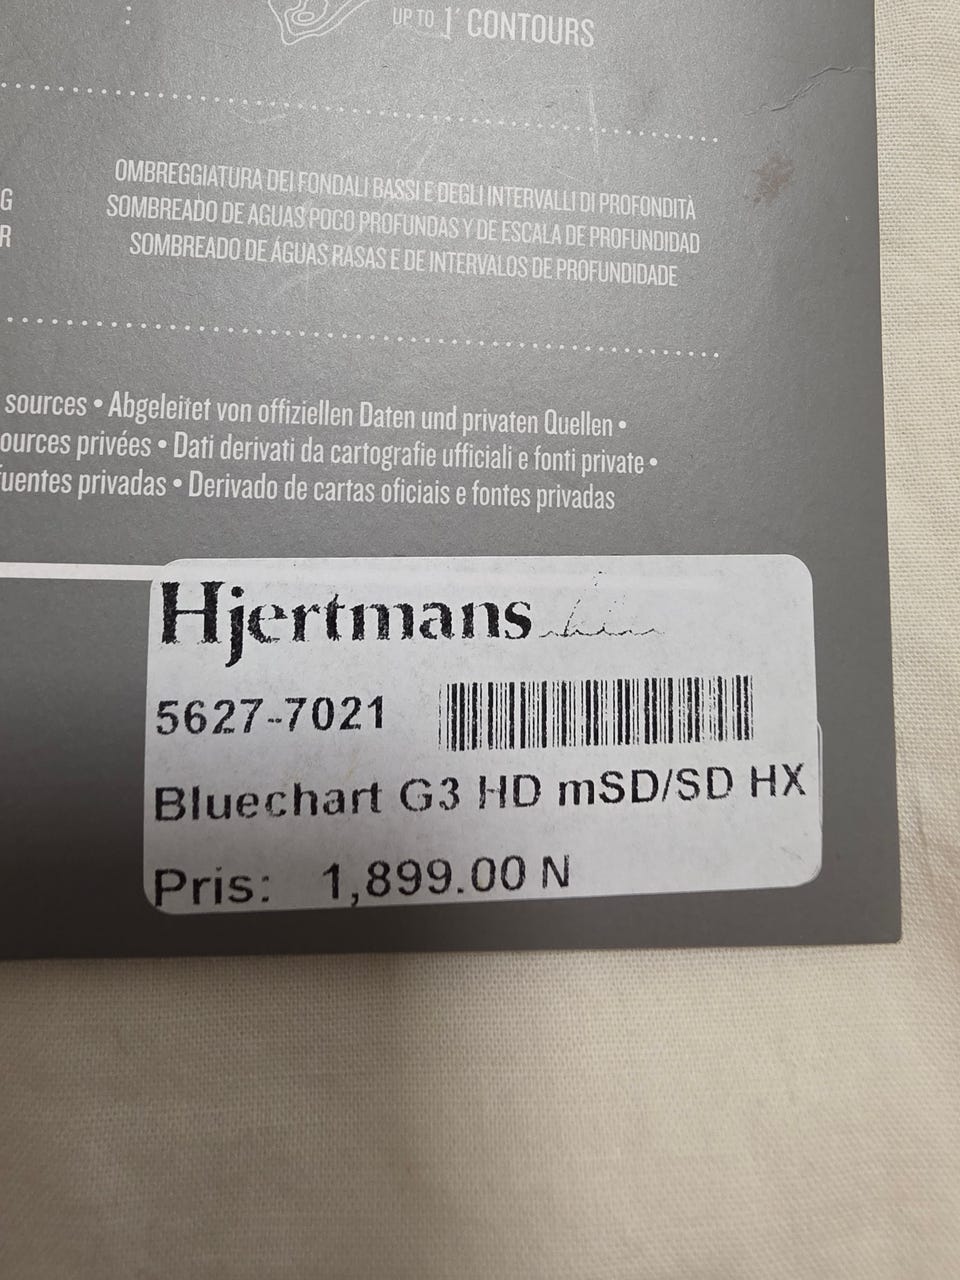 UP TO 1' CONTOURS
G
R
OMBREGGIATURA DEI FONDALI BASSI E DEGLI INTERVALLI DI PROFONDITÀ
SOMBREADO DE AGUAS POCO PROFUNDAS Y DE ESCALA DE PROFUNDIDAD
SOMBREADO DE ÁGUAS RASAS E DE INTERVALOS DE PROFUNDIDADE
sources • Abgeleitet von offiziellen Daten und privaten Quellen •
ources privées • Dati derivati da cartografie ufficiali e fonti private •
fuentes privadas • Derivado de cartas oficiais e fontes privadas
Hjertmans
5627-7021
Bluechart G3 HD mSD/SD HX
Pris: 1,899.00 N